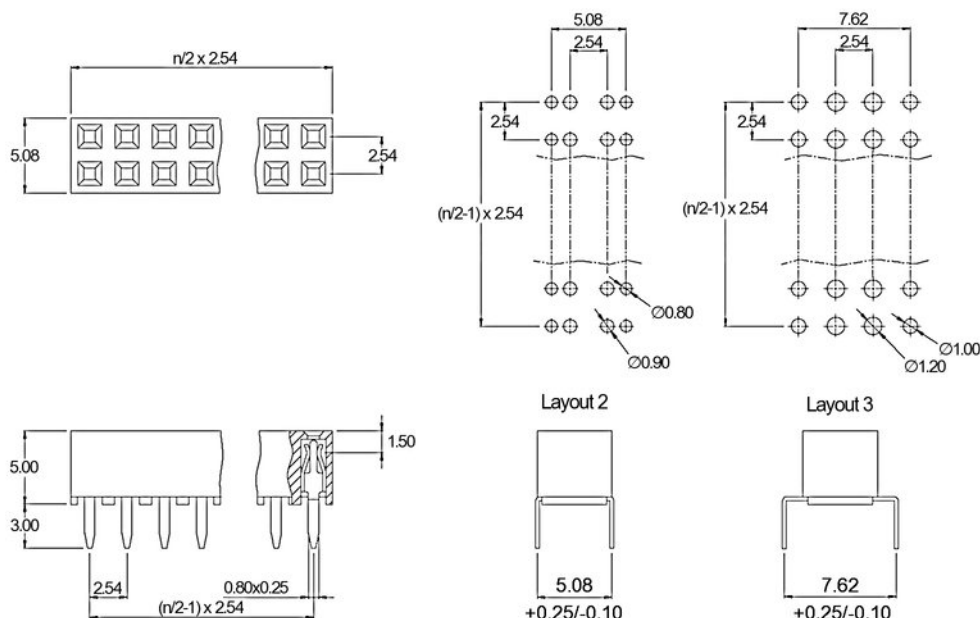 n/2 x 2.54
5.08
2.54
5.08
2.54
2.54
(n/2-1) x 2.54
Ø0.80
Ø0.90
7.62
2.54
2.54
(n/2-1) x 2.54
Ø1.00
Ø1.20
5.00
3.00
1.50
2.54
0.80x0.25
(n/2-1) x 2.54
Layout 2
5.08
+0.25/-0.10
Layout 3
7.62
+0.25/-0.10